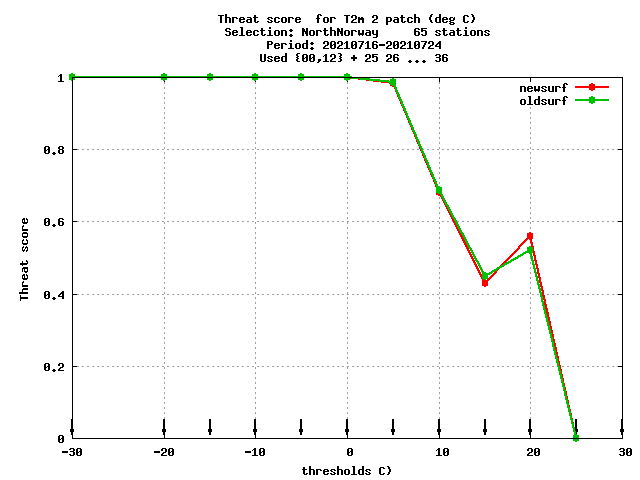 Threat score  for T2m 2 patch (deg C)
Selection: NorthNorway     65 stations
Period: 20210716-20210724
Used {00,12} + 25 26 ... 36
newsurf
oldsurf
1
0.8
0.6
0.4
0.2
0
Threat score
-30 -20 -10 0 10 20 30
thresholds C)